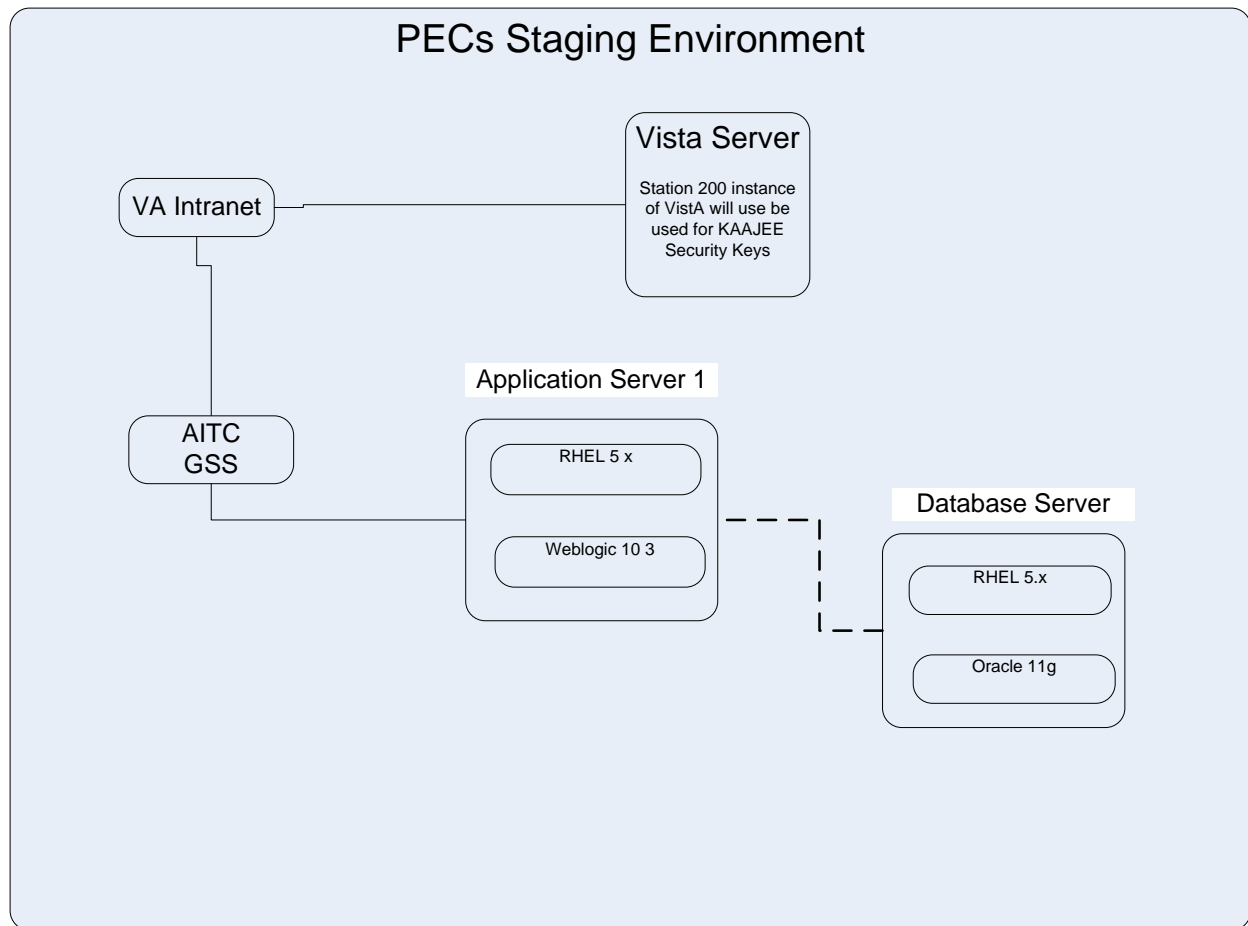 PECs Staging Environment
Vista Server
Station 200 instance
of VistA will use be
used for KAAJEE
Security Keys
VA Intranet
Application Server 1
AITC
GSS
RHEL 5 x
Weblogic 10 3
Database Server
RHEL 5.x
Oracle 11g